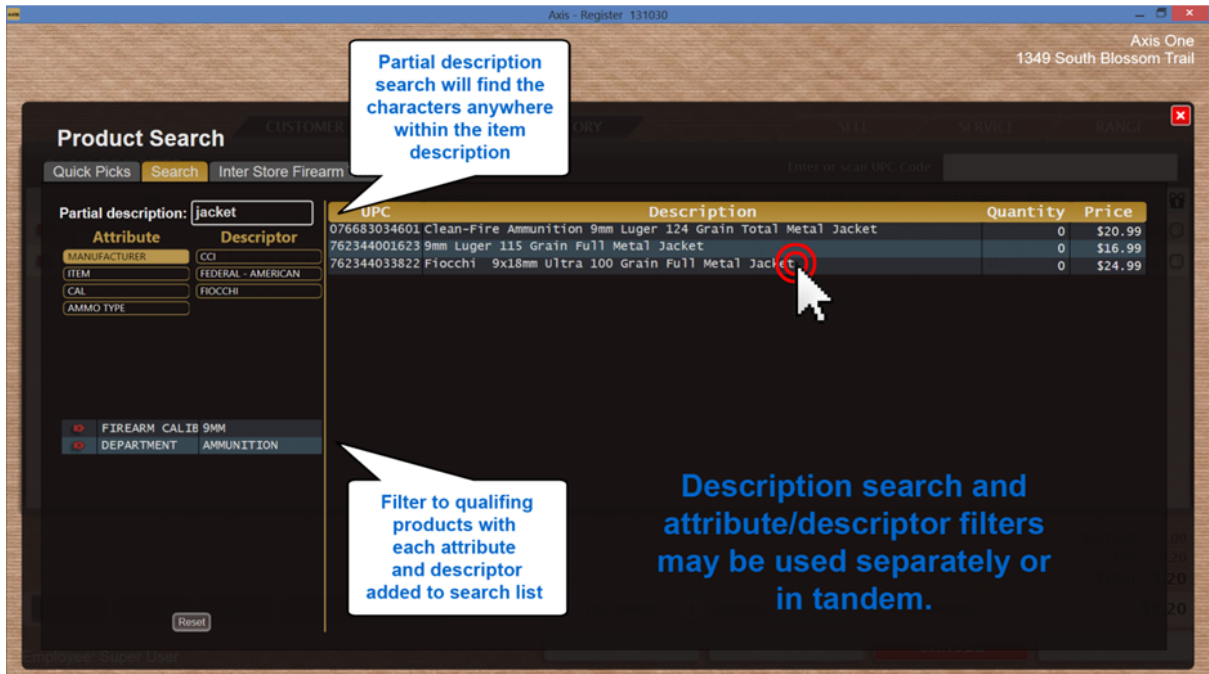 AXIS
Axis - Register 131030
Axis One
1349 South Blossom Trail
Partial description
search will find the
characters anywhere
within the item
description
Product Search
CUSTOMER
SELL
SERVICE
RANGE
Quick Picks
Search
Inter Store Firearm
Enter or scan UPC Code
Partial description:
jacket
Attribute
Descriptor
MANUFACTURER
CCI
ITEM
FEDERAL - AMERICAN
CAL
FIOCCHI
AMMO TYPE
UPC Description Quantity Price
076683034601 Clean-Fire Ammunition 9mm Luger 124 Grain Total Metal Jacket 0 $20.99
762344001623 9mm Luger 115 Grain Full Metal Jacket 0 $16.99
762344033822 Fiocchi 9x18mm Ultra 100 Grain Full Metal Jacket 0 $24.99
FIREARM CALIB 9MM
DEPARTMENT AMMUNITION
Filter to qualifing
products with
each attribute
and descriptor
added to search list
Description search and
attribute/descriptor filters
may be used separately or
in tandem.
Reset
Employee: Super User